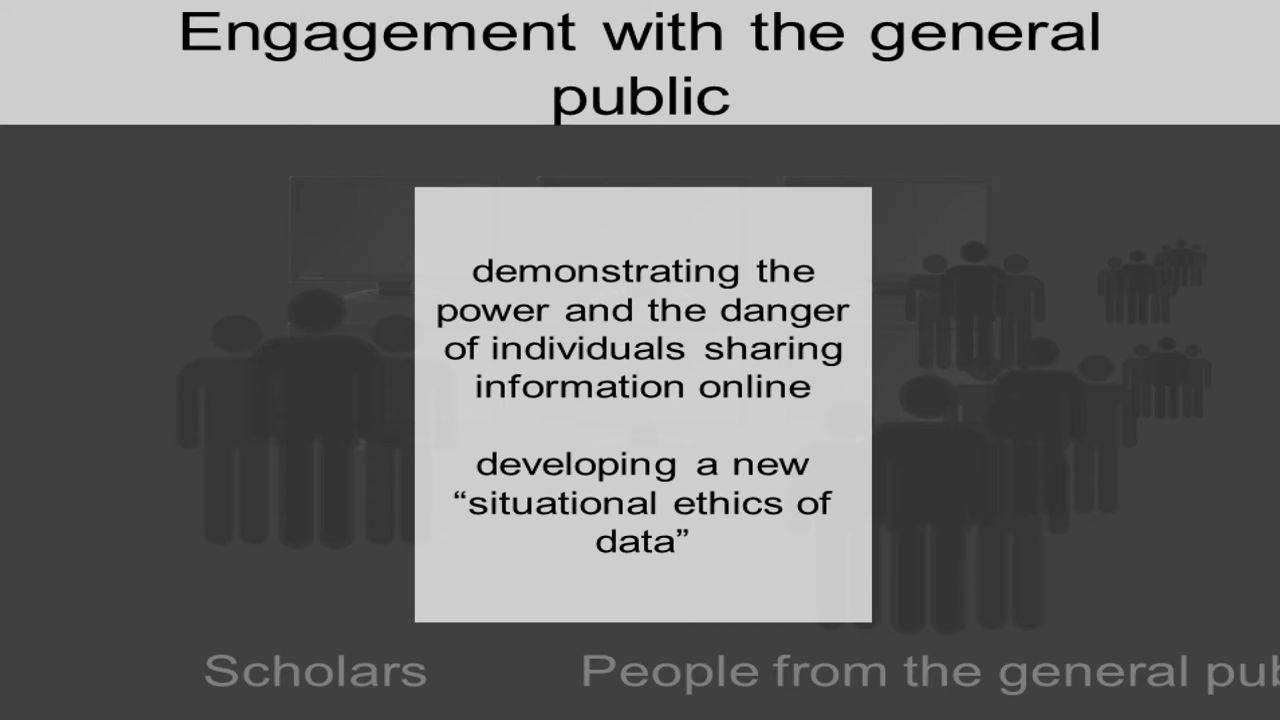 Engagement with the general
public
demonstrating the
power and the danger
of individuals sharing
information online
developing a new
“situational ethics of
data”
Scholars
People from the general pub